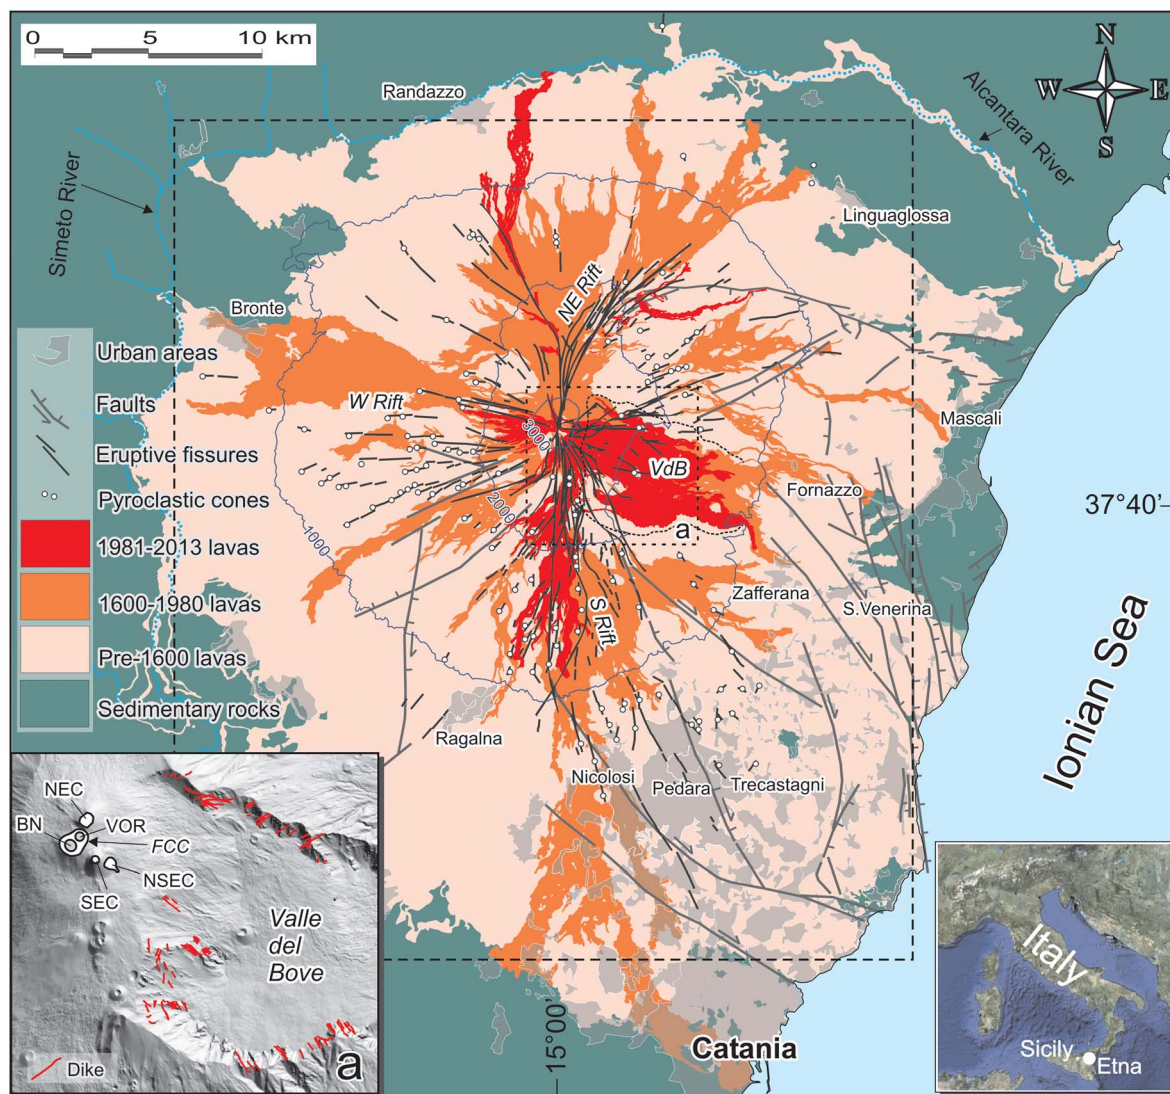 0 5 10 km
N
W E
S
Randazzo
Alcantara River
Simeto River
Linguaglossa
NE Rift
Bronte
Urban areas
Faults
Eruptive fissures
Pyroclastic cones
1981-2013 lavas
1600-1980 lavas
Pre-1600 lavas
Sedimentary rocks
W Rift
Mascali
3000
VdB
2000
Fornazzo
37°40'
1000
a
Zafferana
S.Venerina
S Rift
Ionian Sea
Ragalna
Nicolosi
Pedara
Trecastagni
NEC
BN
VOR
FCC
NSEC
SEC
Valle
del
Bove
Dike
a
15°00'
Catania
Italy
Sicily
Etna